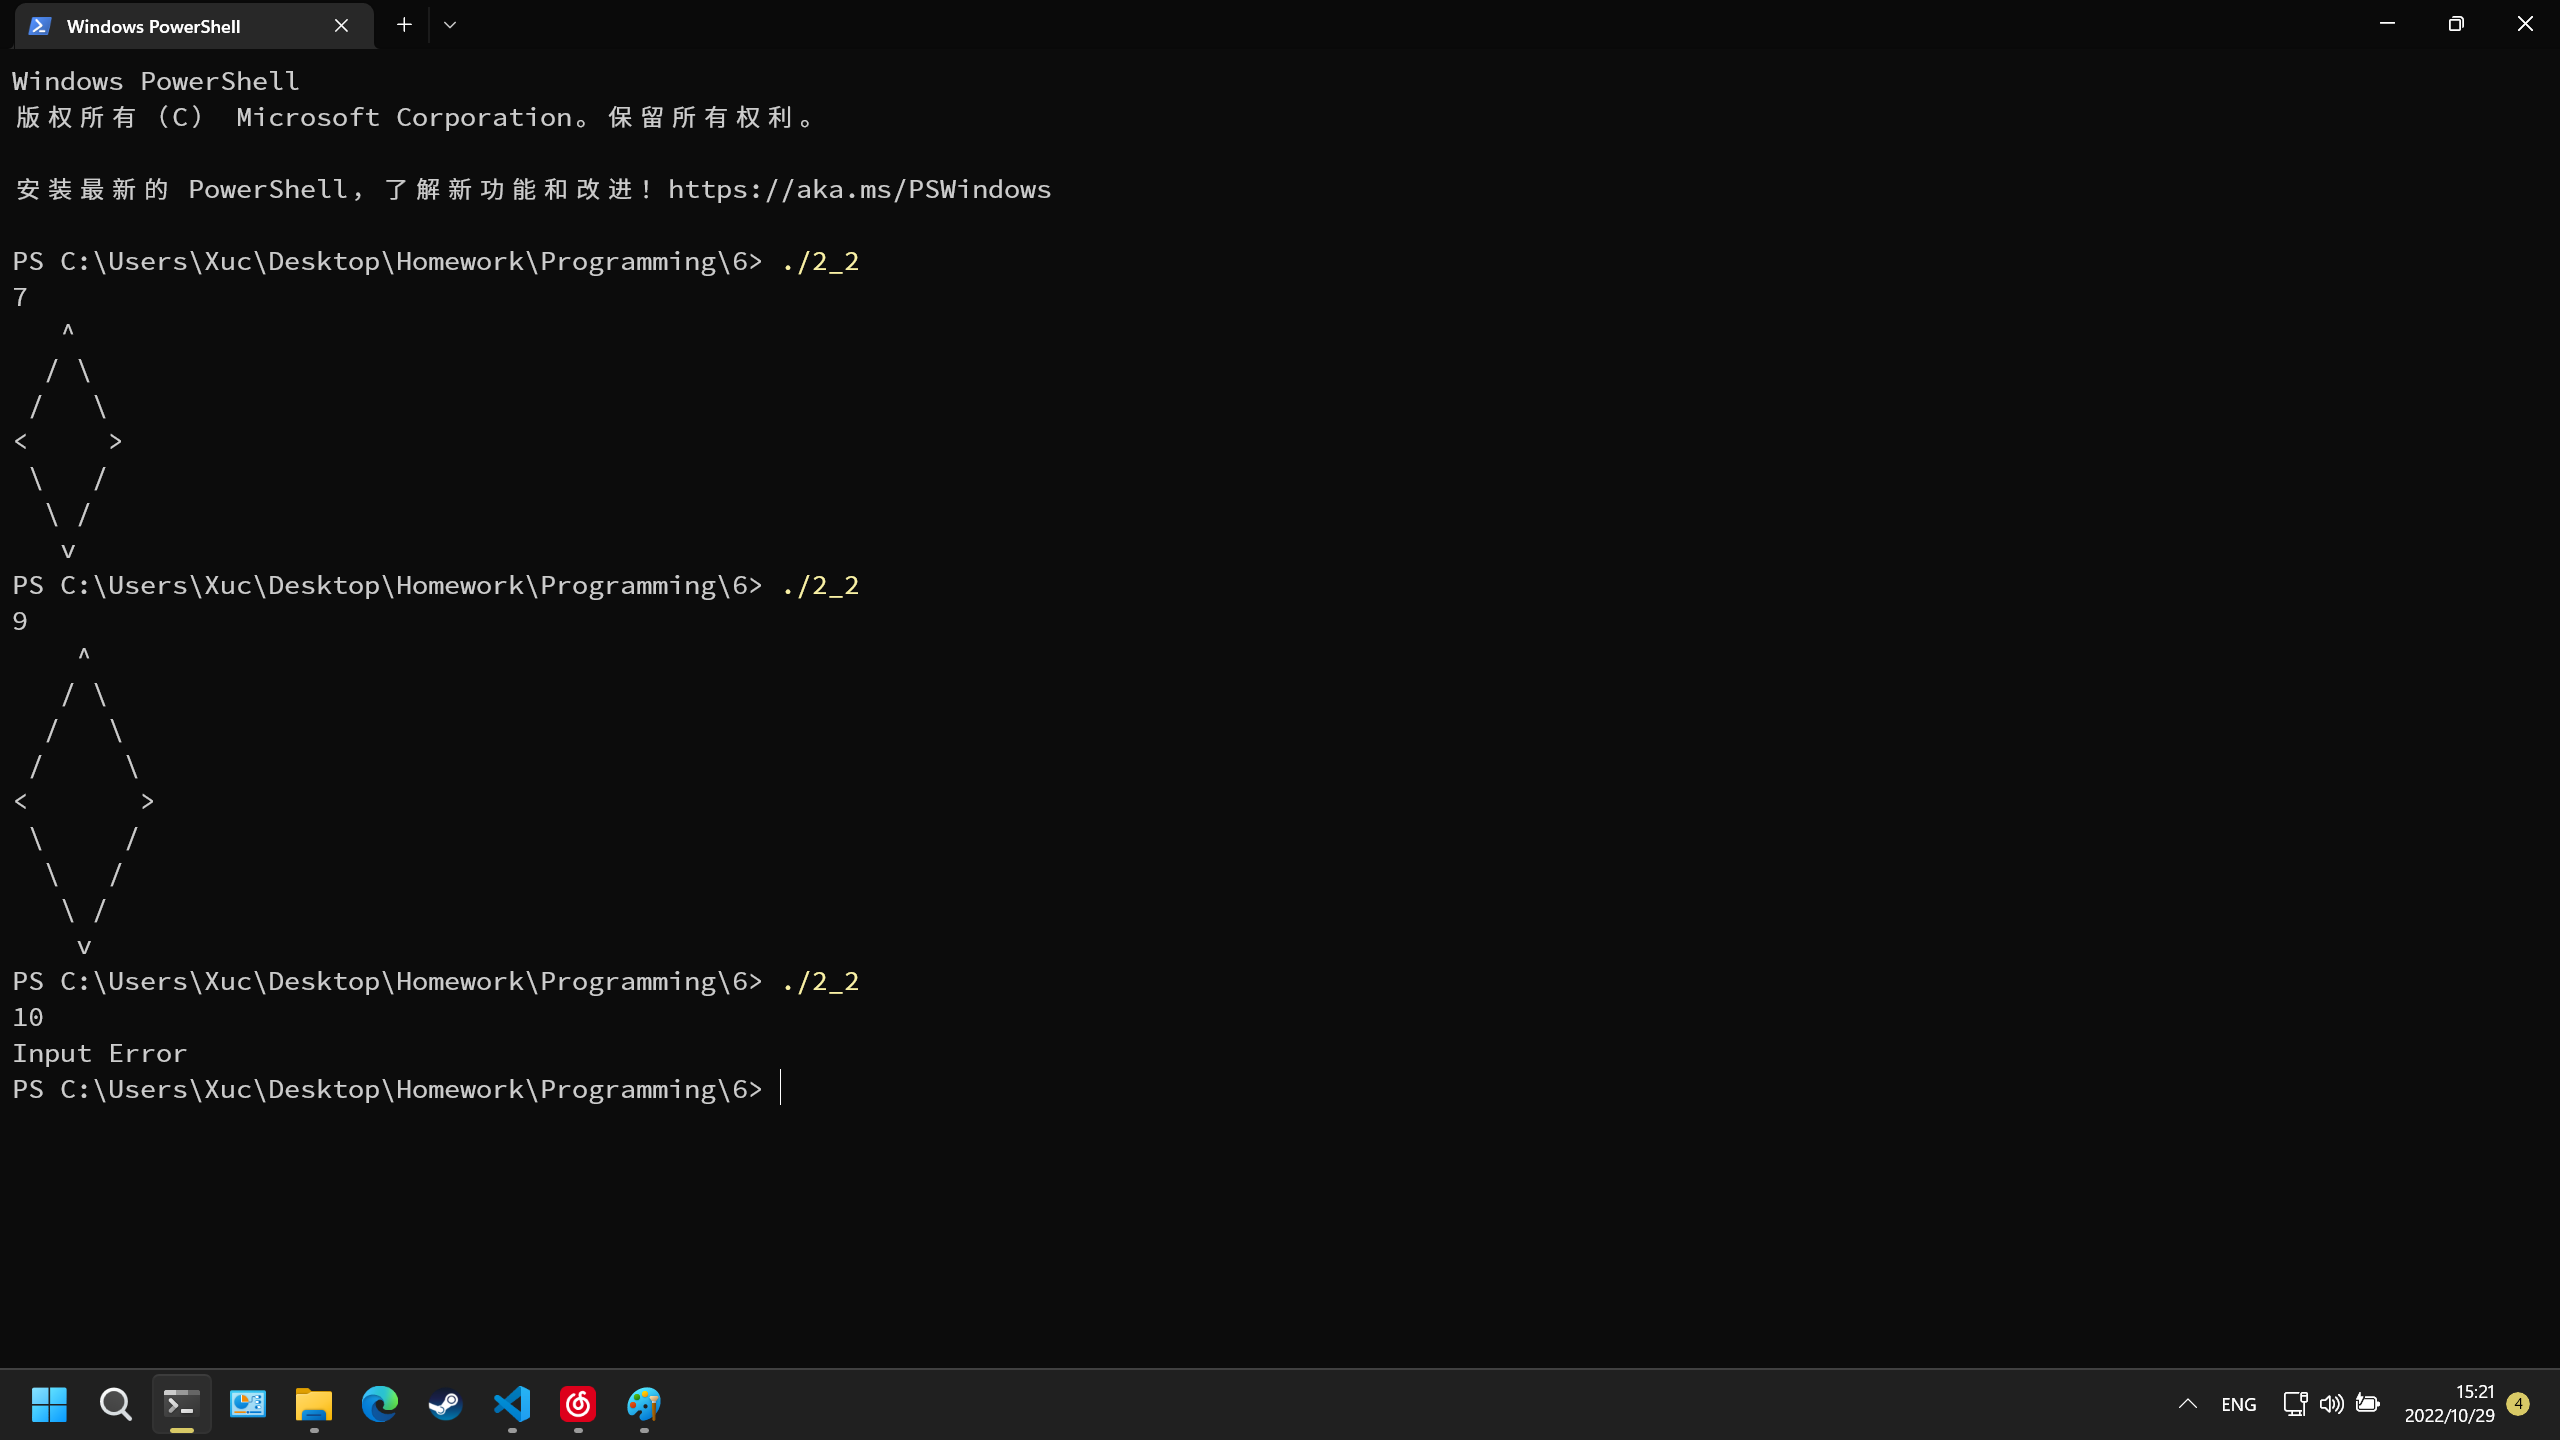 Windows PowerShell
Windows PowerShell
版权所有（C） Microsoft Corporation。保留所有权利。
安装最新的 PowerShell，了解新功能和改进！https://aka.ms/PSWindows
PS C:\Users\Xuc\Desktop\Homework\Programming\6> ./2_2
7
   ^
  / \
 /   \
<     >
 \   /
  \ /
   v
PS C:\Users\Xuc\Desktop\Homework\Programming\6> ./2_2
9
    ^
   / \
  /   \
 /     \
<       >
 \     /
  \   /
   \ /
    v
PS C:\Users\Xuc\Desktop\Homework\Programming\6> ./2_2
10
Input Error
PS C:\Users\Xuc\Desktop\Homework\Programming\6>
ENG
15:21
2022/10/29
4